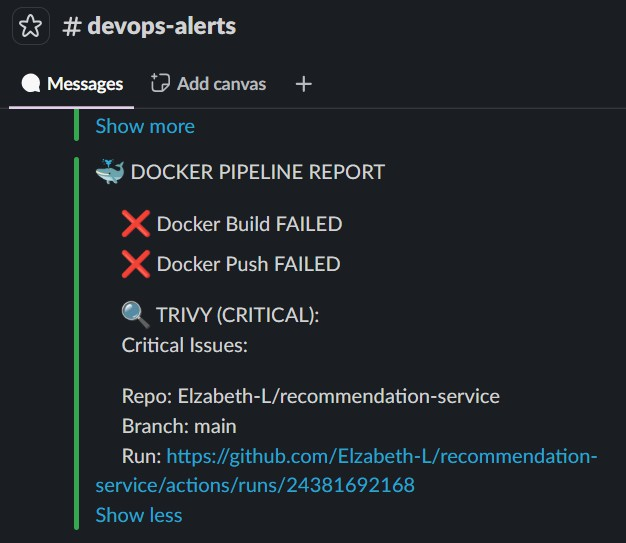 # devops-alerts
Messages Add canvas +
Show more
🐳 DOCKER PIPELINE REPORT
❌ Docker Build FAILED
❌ Docker Push FAILED
🔍 TRIVY (CRITICAL):
Critical Issues:
Repo: Elzabeth-L/recommendation-service
Branch: main
Run: https://github.com/Elzabeth-L/recommendation-
service/actions/runs/24381692168
Show less